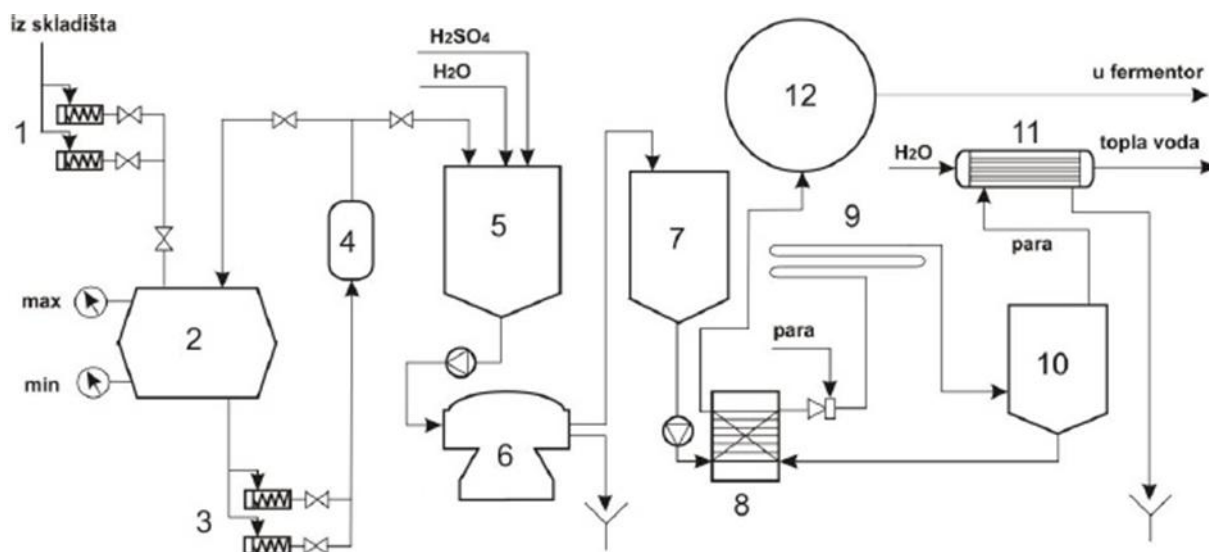 iz skladišta
1
max
min
2
3
4
H₂SO₄
H₂O
5
6
7
8
para
9
12
u fermentor
11
H₂O
topla voda
para
10